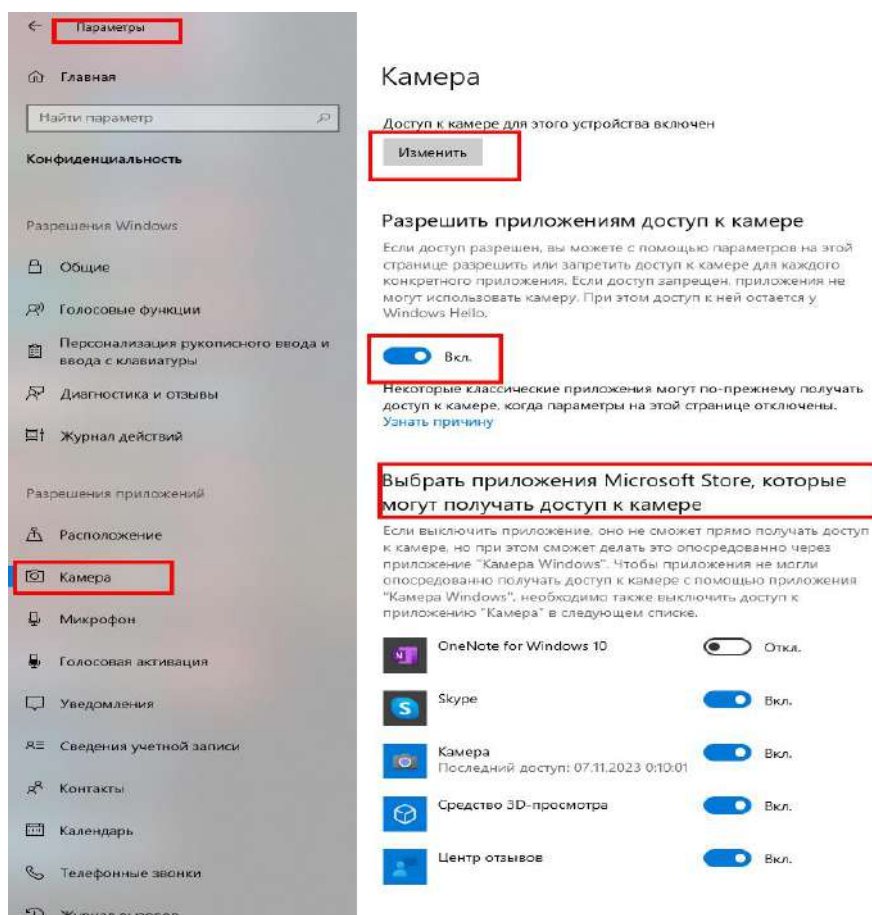 Параметры
Главная
Найти параметр
Конфиденциальность
Разрешения Windows
Общие
Голосовые функции
Персонализация рукописного ввода и
ввода с клавиатуры
Диагностика и отзывы
Журнал действий
Разрешения приложений
Расположение
Камера
Микрофон
Голосовая активация
Уведомления
Сведения учетной записи
Контакты
Календарь
Телефонные звонки
Журнал вызовов
Камера
Доступ к камере для этого устройства включен
Изменить
Разрешить приложениям доступ к камере
Если доступ разрешен, вы можете с помощью параметров на этой
странице разрешить или запретить доступ к камере для каждого
конкретного приложения. Если доступ запрещен, приложения не
могут использовать камеру. При этом доступ к ней остается у
Windows Hello.
Вкл.
Некоторые классические приложения могут по-прежнему получать
доступ к камере, когда параметры на этой странице отключены.
Узнать причину
Выбрать приложения Microsoft Store, которые
могут получать доступ к камере
Если выключить приложение, оно не сможет прямо получать доступ
к камере, но при этом сможет делать это опосредованно через
приложение "Камера Windows". Чтобы приложения не могли
опосредованно получать доступ к камере с помощью приложения
"Камера Windows", необходимо также выключить доступ к
приложению "Камера" в следующем списке.
OneNote for Windows 10 Откл.
Skype Вкл.
Камера Вкл.
Последний доступ: 07.11.2023 0:10:01
Средство 3D-просмотра Вкл.
Центр отзывов Вкл.